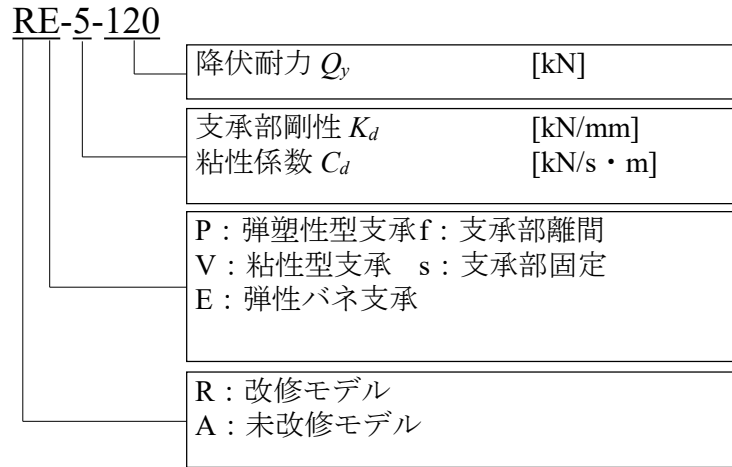 RE-5-120
降伏耐力 Qy [kN]
支承部剛性 Kd [kN/mm]
粘性係数 Cd [kN/s・m]
P：弾塑性型支承f：支承部離間
V：粘性型支承 s：支承部固定
E：弾性バネ支承
R：改修モデル
A：未改修モデル